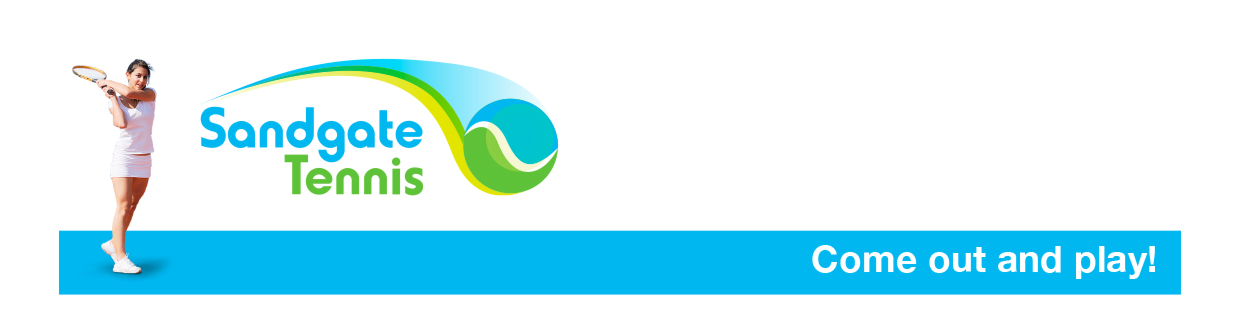 Sandgate
Tennis
Come out and play!